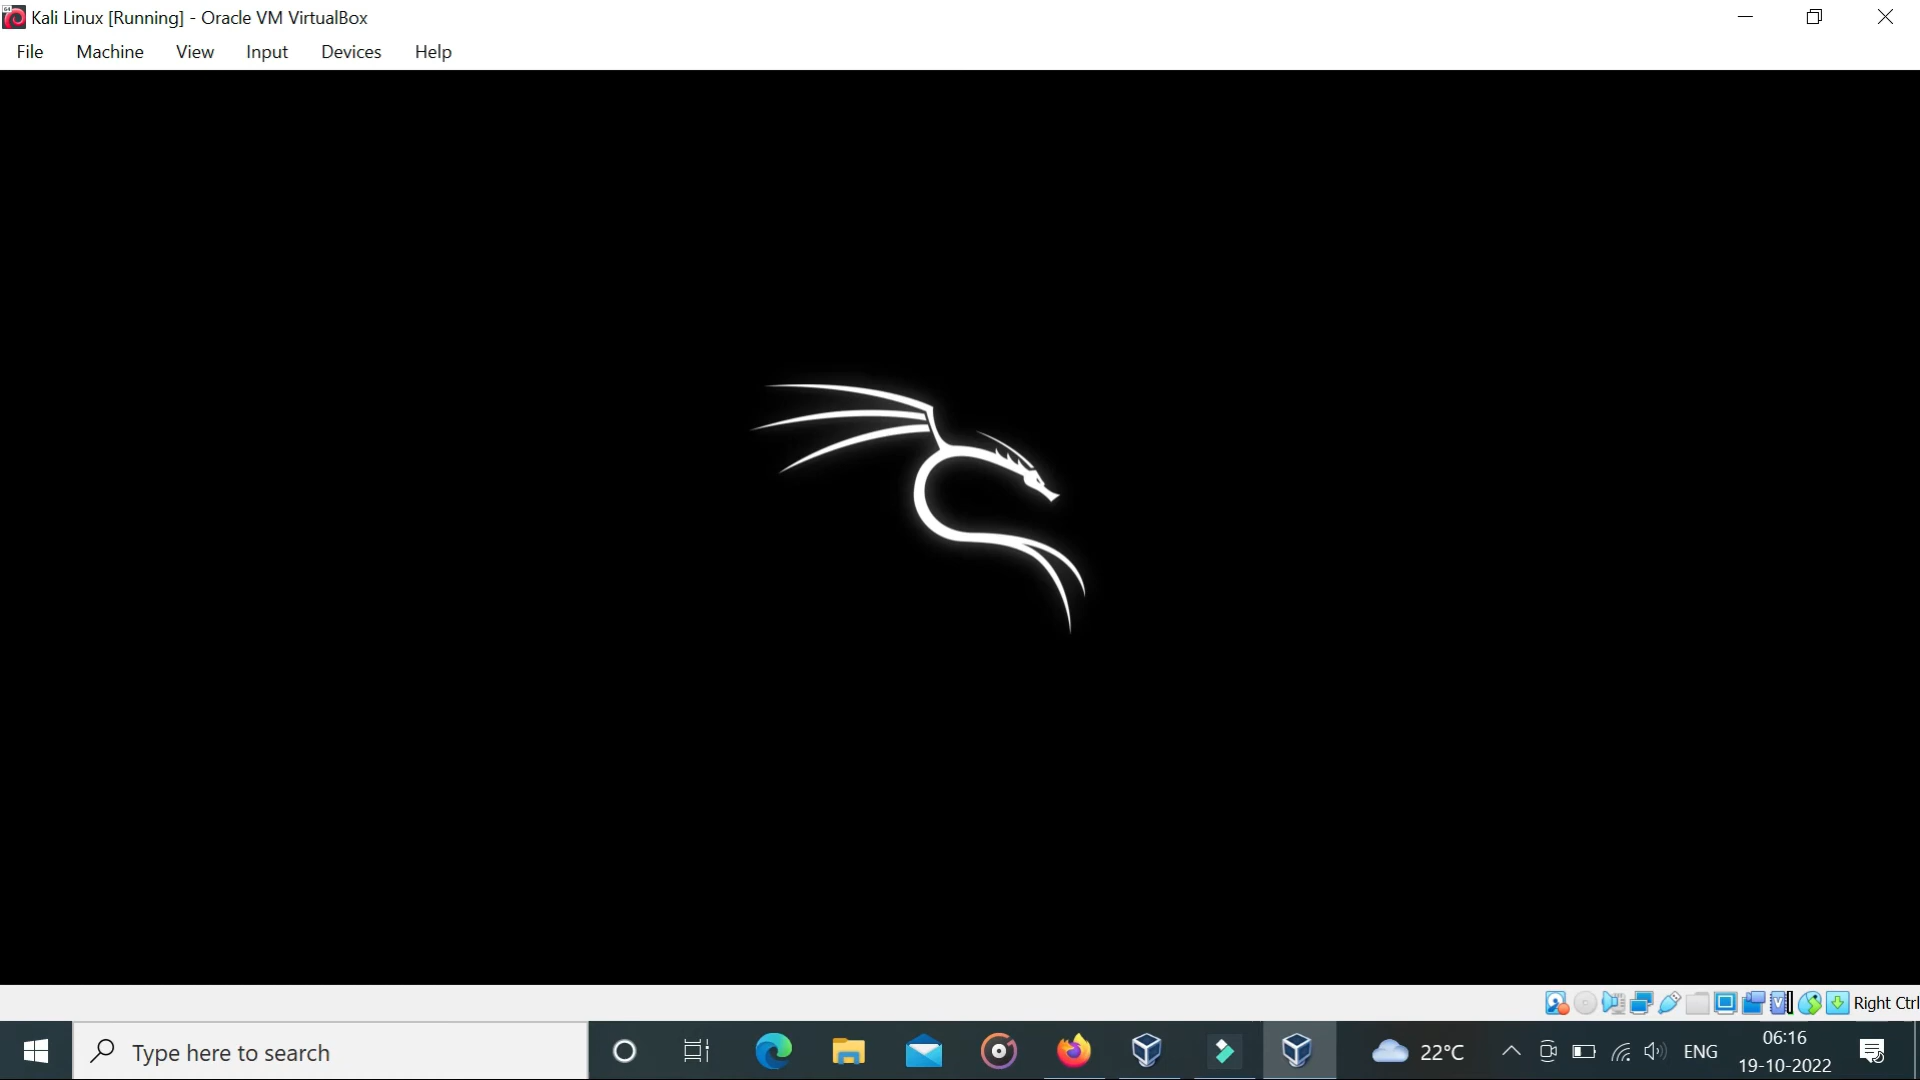 Kali Linux [Running] - Oracle VM VirtualBox
File Machine View Input Devices Help
Right Ctrl
Type here to search
22°C
ENG
06:16
19-10-2022